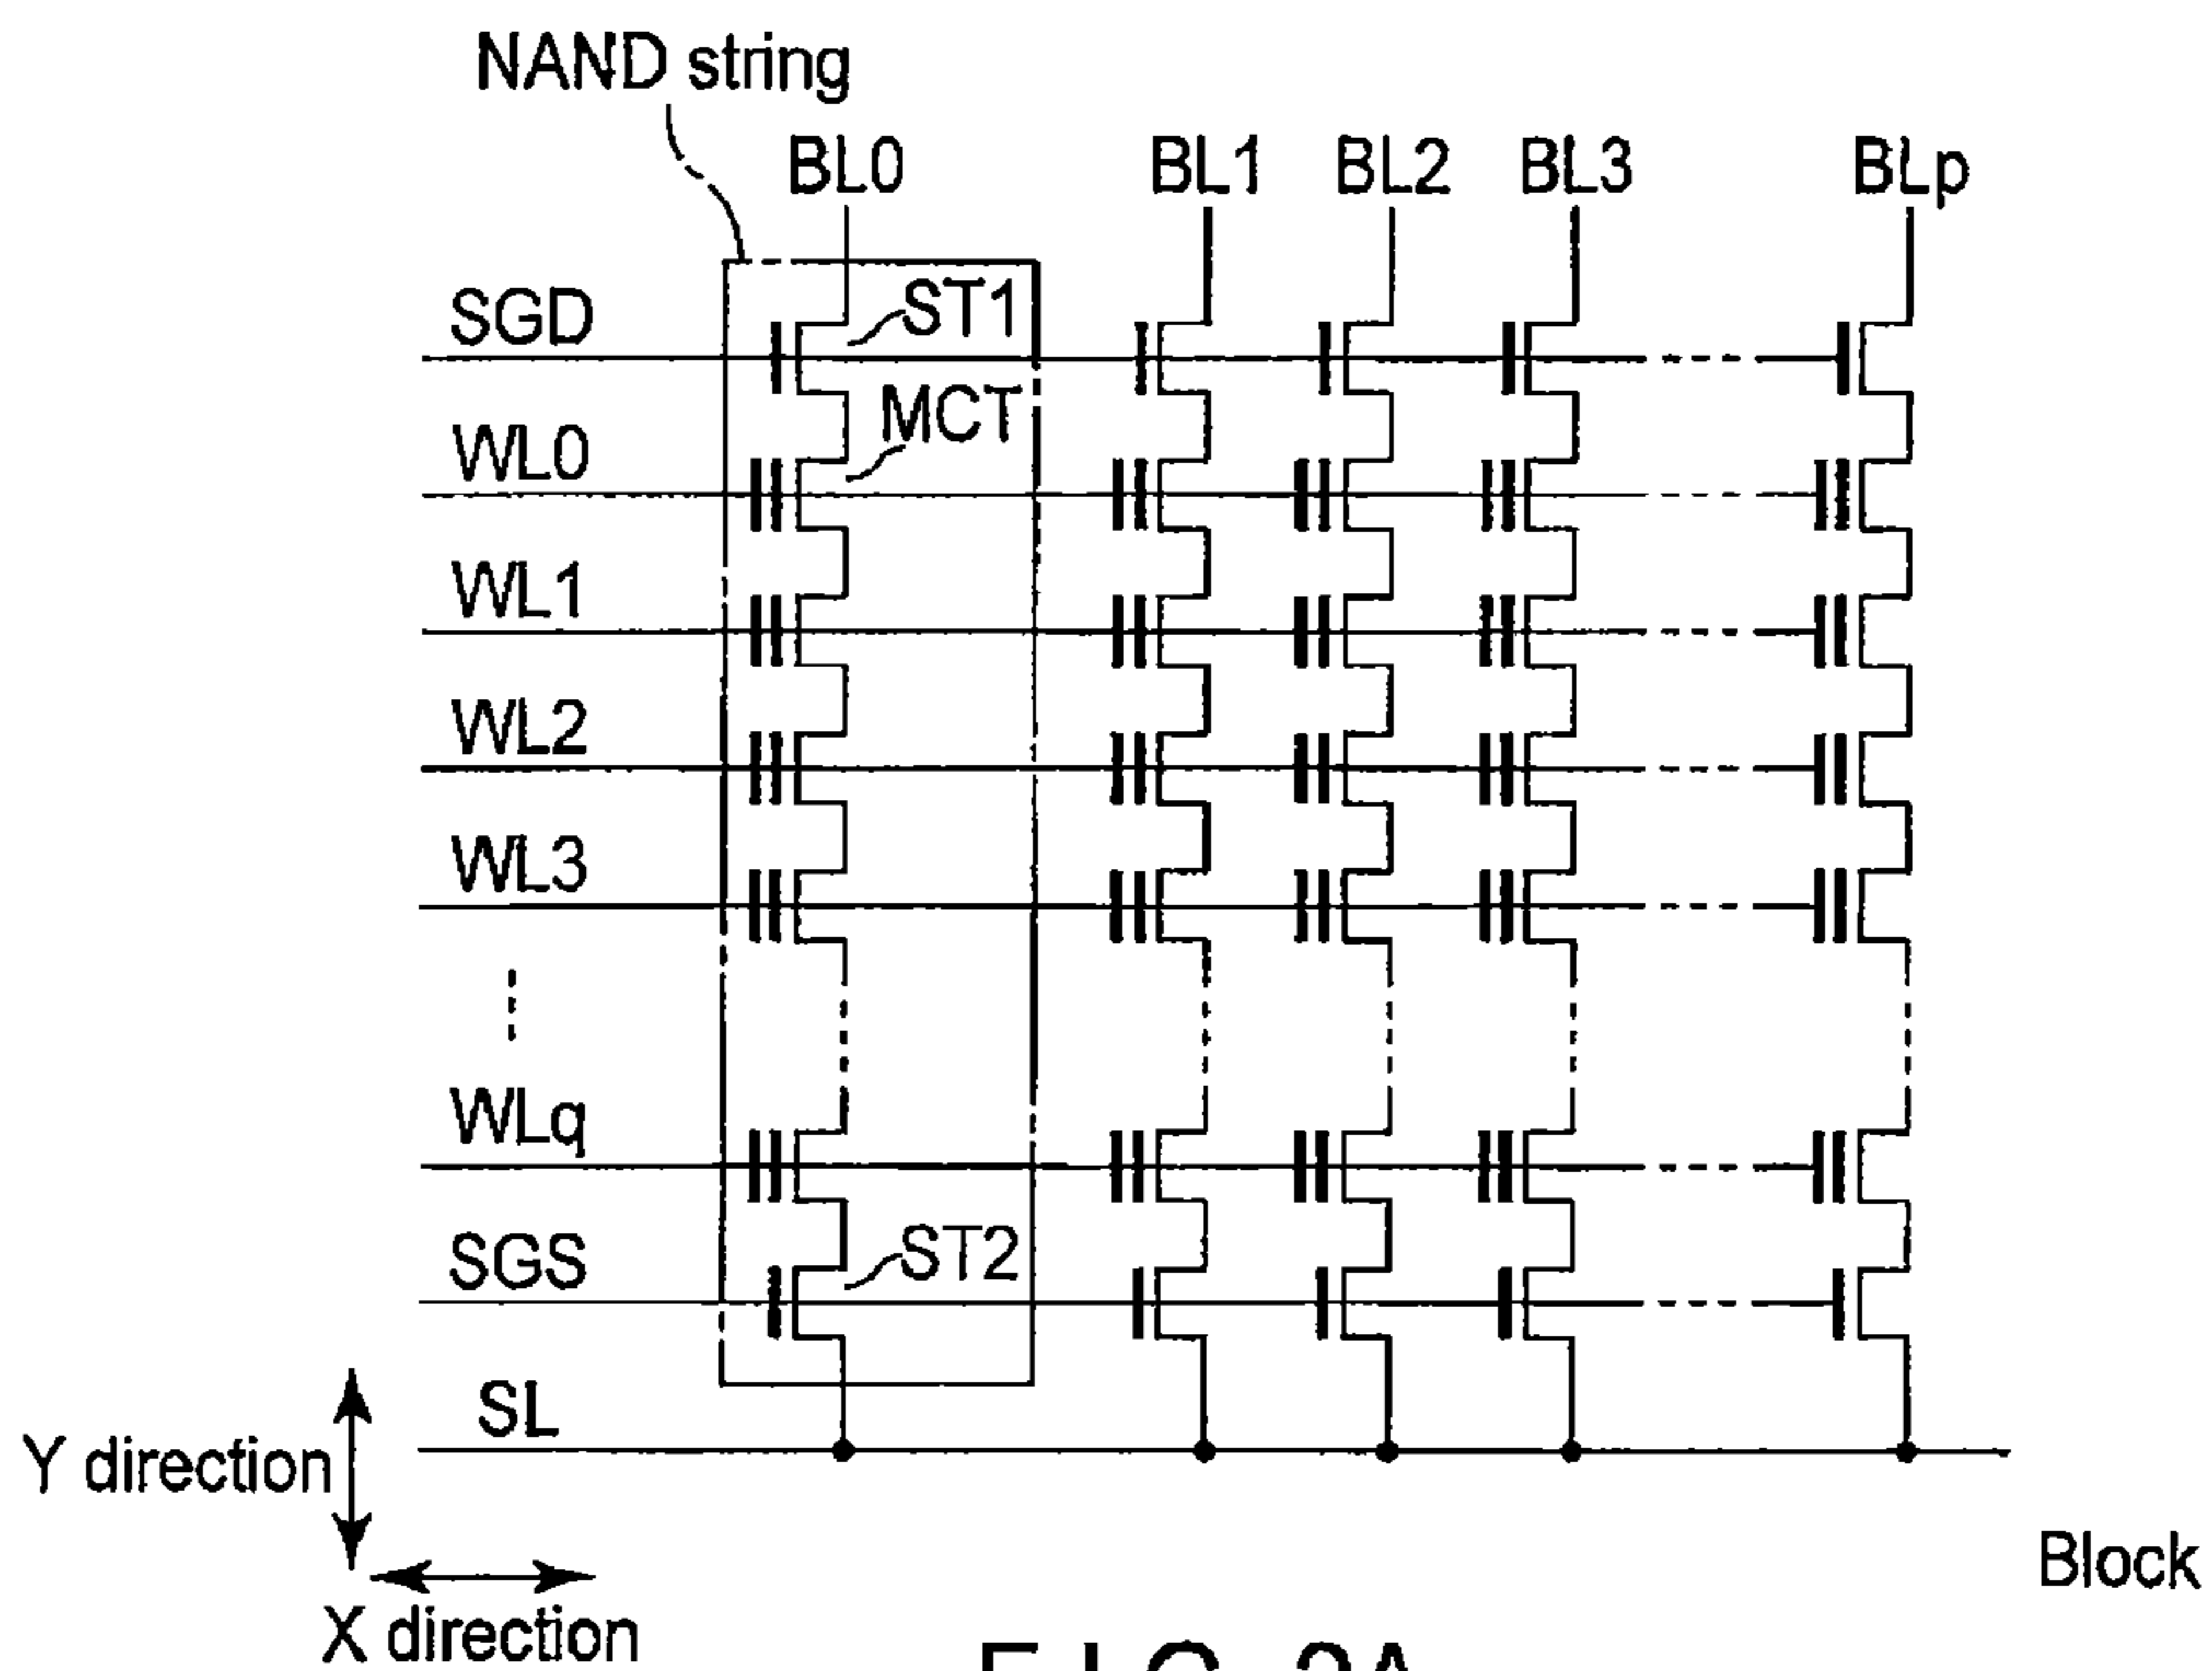 NAND string
BL0 BL1 BL2 BL3 BLp
SGD
ST1
MCT
WL0
WL1
WL2
WL3
WLq
SGS
ST2
SL
Y direction
X direction
Block